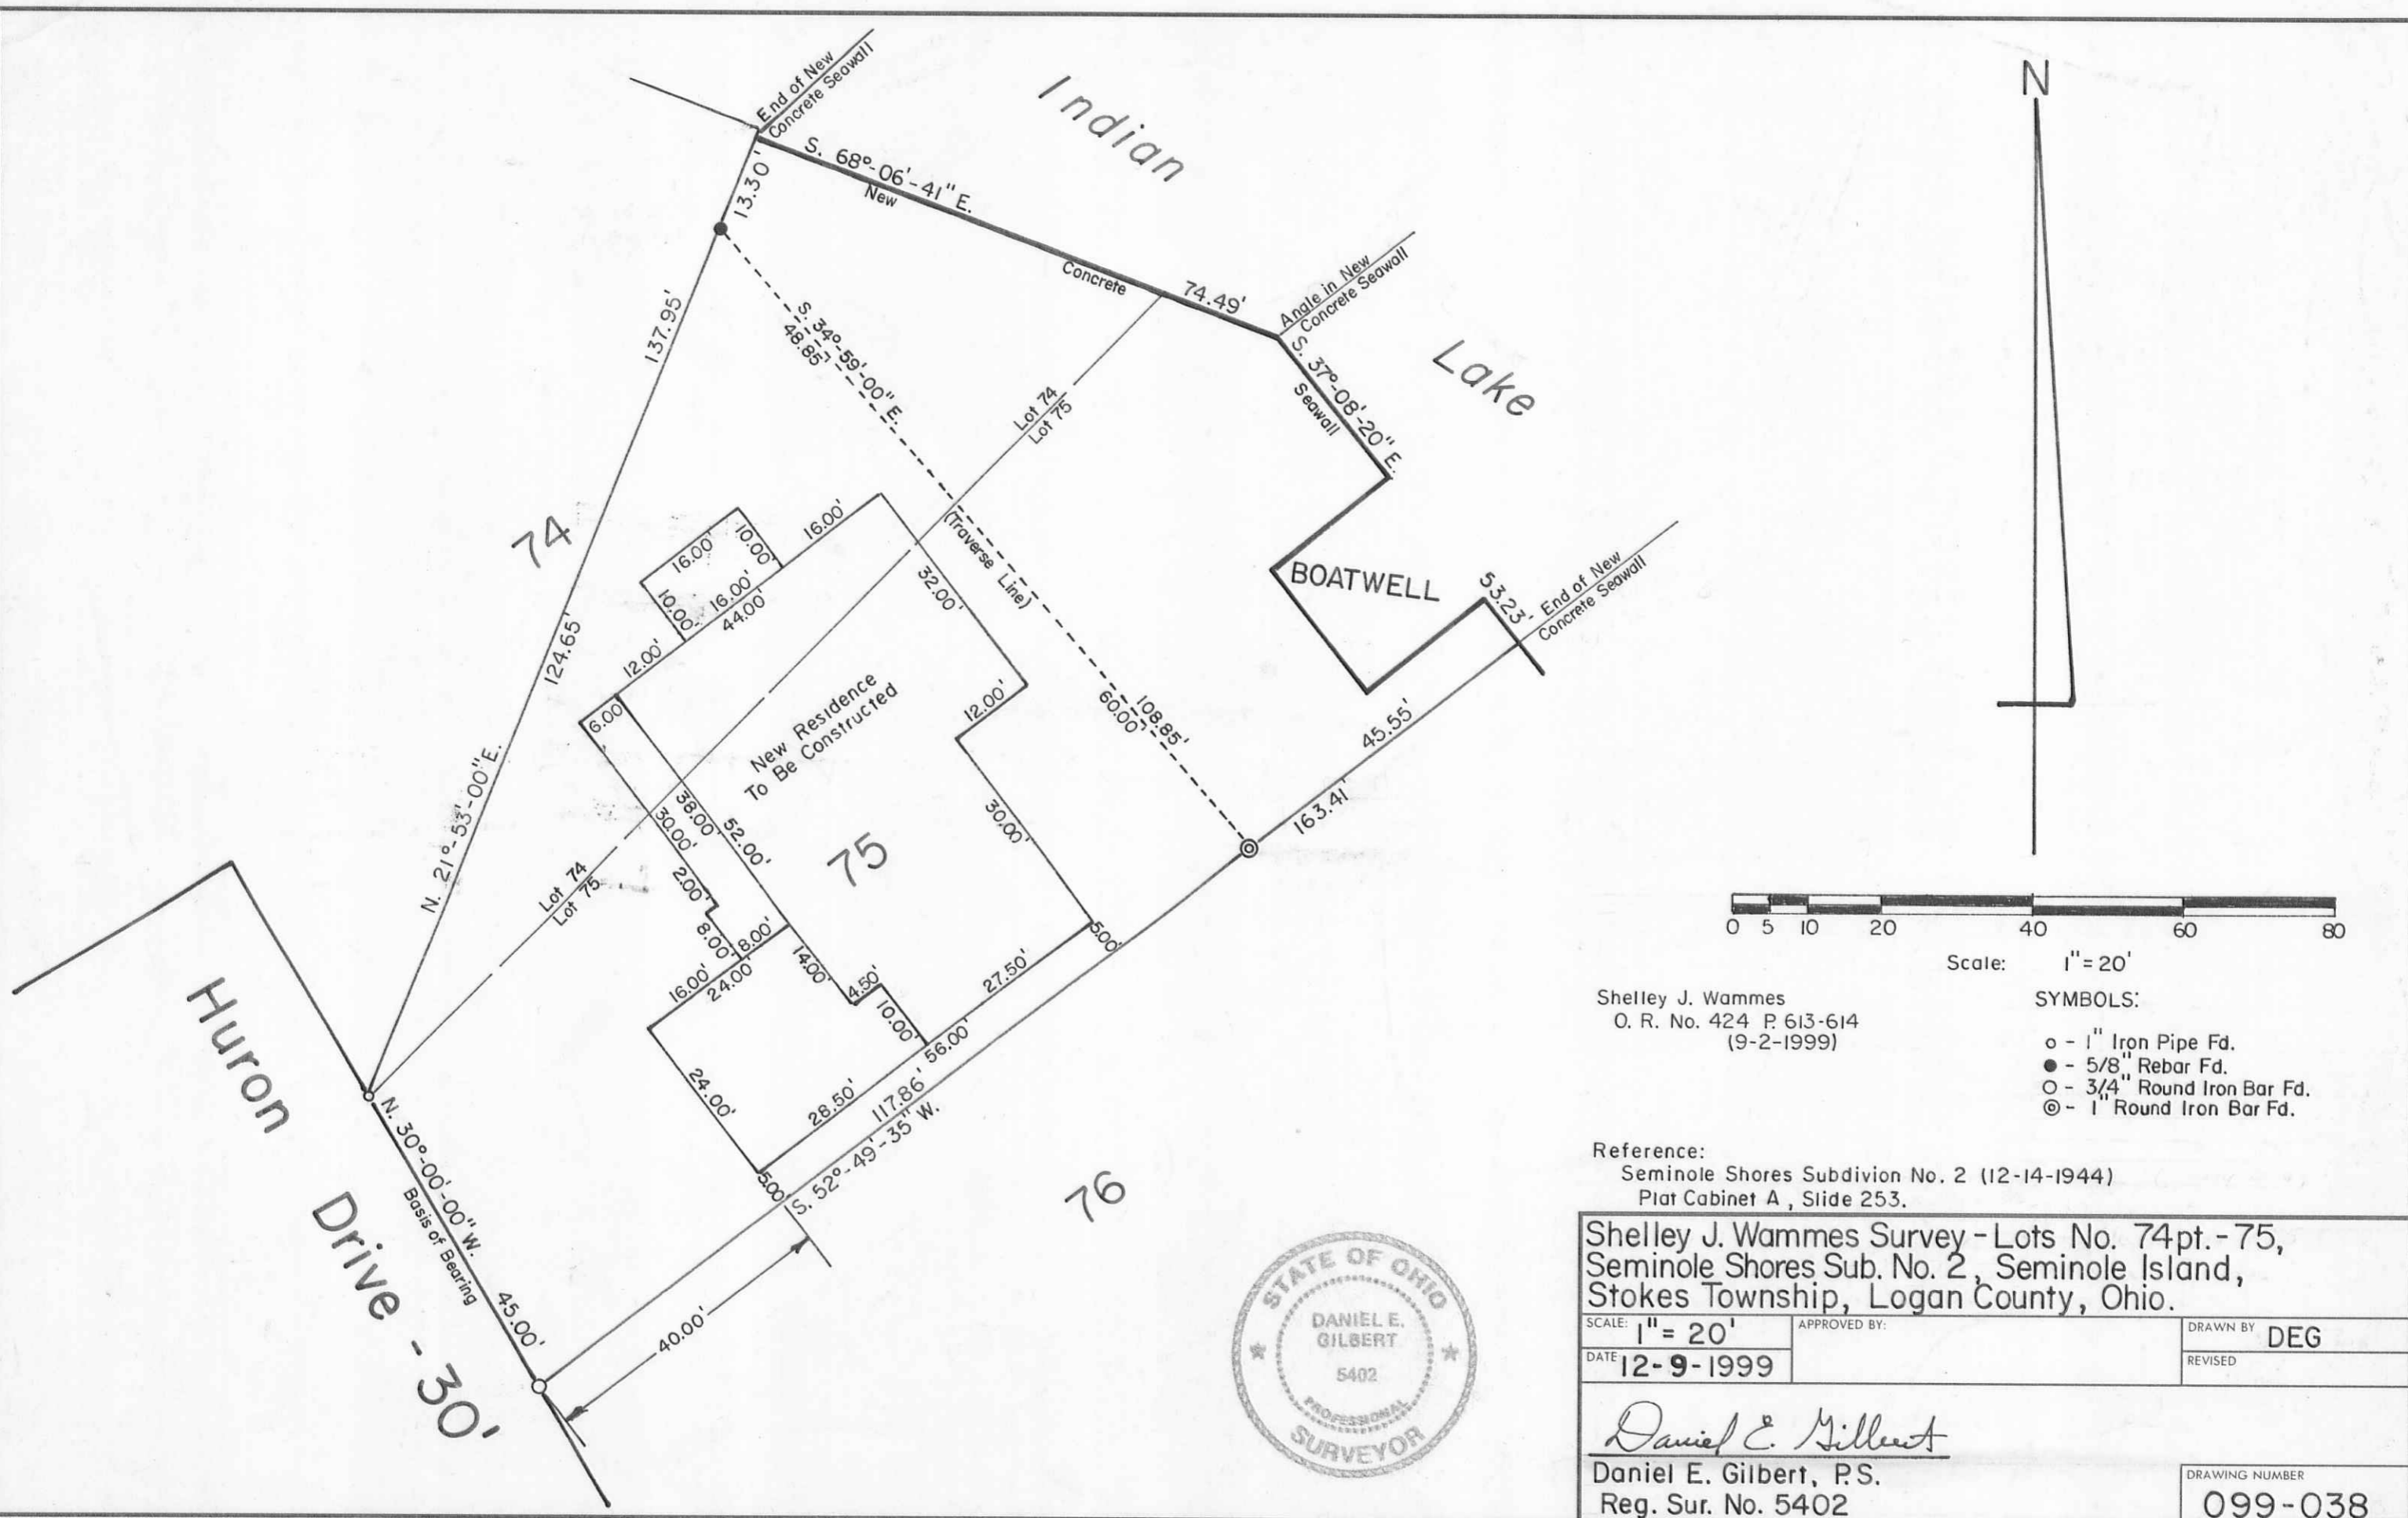 N
End of New
Concrete Seawall
Indian
S. 68°-06'-41" E.
New
Concrete
74.49'
13.30'
Angle in New
Concrete Seawall
Lake
S. 37°-08'-20" E.
Seawall
137.95'
S. 34°-59'-00" E.
48.85'
Lot 74
Lot 75
(Traverse Line)
74
16.00'
10.00'
16.00'
10.00'
16.00'
44.00'
32.00'
BOATWELL
53.23'
End of New
Concrete Seawall
124.65'
12.00'
6.00'
New Residence
To Be Constructed
12.00'
108.85'
60.00'
45.55'
163.41'
N. 21°-53'-00" E.
38.00'
30.00'
52.00'
30.00'
75
2.00'
Lot 74
Lot 75
8.00'
8.00'
16.00'
24.00'
14.00'
4.50'
10.00'
27.50'
5.00'
56.00'
24.00'
28.50'
117.86'
S. 52°-49'-35" W.
5.00'
76
Huron
Drive - 30'
N. 30°-00'-00" W.
Basis of Bearing
45.00'
40.00'
0 5 10 20 40 60 80
Scale: 1"=20'
Shelley J. Wammes
O. R. No. 424 P. 613-614
(9-2-1999)
SYMBOLS:
o - 1" Iron Pipe Fd.
● - 5/8" Rebar Fd.
○ - 3/4" Round Iron Bar Fd.
◎ - 1" Round Iron Bar Fd.
Reference:
Seminole Shores Subdivion No. 2 (12-14-1944)
Plat Cabinet A , Slide 253.
STATE OF OHIO
DANIEL E.
GILBERT
5402
PROFESSIONAL
SURVEYOR
Shelley J. Wammes Survey - Lots No. 74pt.-75,
Seminole Shores Sub. No. 2, Seminole Island,
Stokes Township, Logan County, Ohio.
SCALE: 1" = 20'
APPROVED BY:
DRAWN BY DEG
DATE 12-9-1999
REVISED
Daniel E. Gilbert
Daniel E. Gilbert, P.S.
Reg. Sur. No. 5402
DRAWING NUMBER
099-038